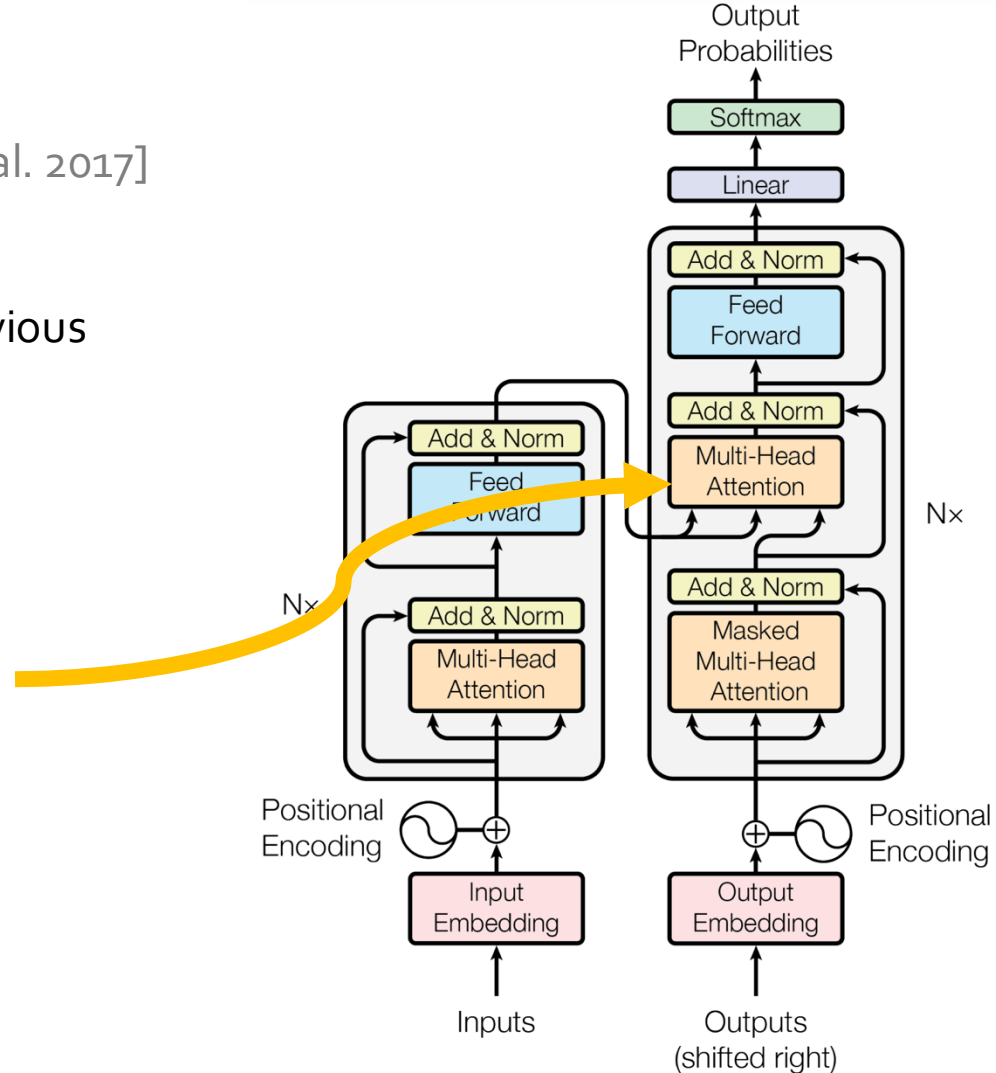 al. 2017]
vious
Output
Probabilities
Softmax
Linear
Add & Norm
Feed
Forward
Add & Norm
Multi-Head
Attention
Nx
Add & Norm
Masked
Multi-Head
Attention
Positional
Encoding
Output
Embedding
Outputs
(shifted right)
Add & Norm
Feed
Forward
Nx
Add & Norm
Multi-Head
Attention
Positional
Encoding
Input
Embedding
Inputs